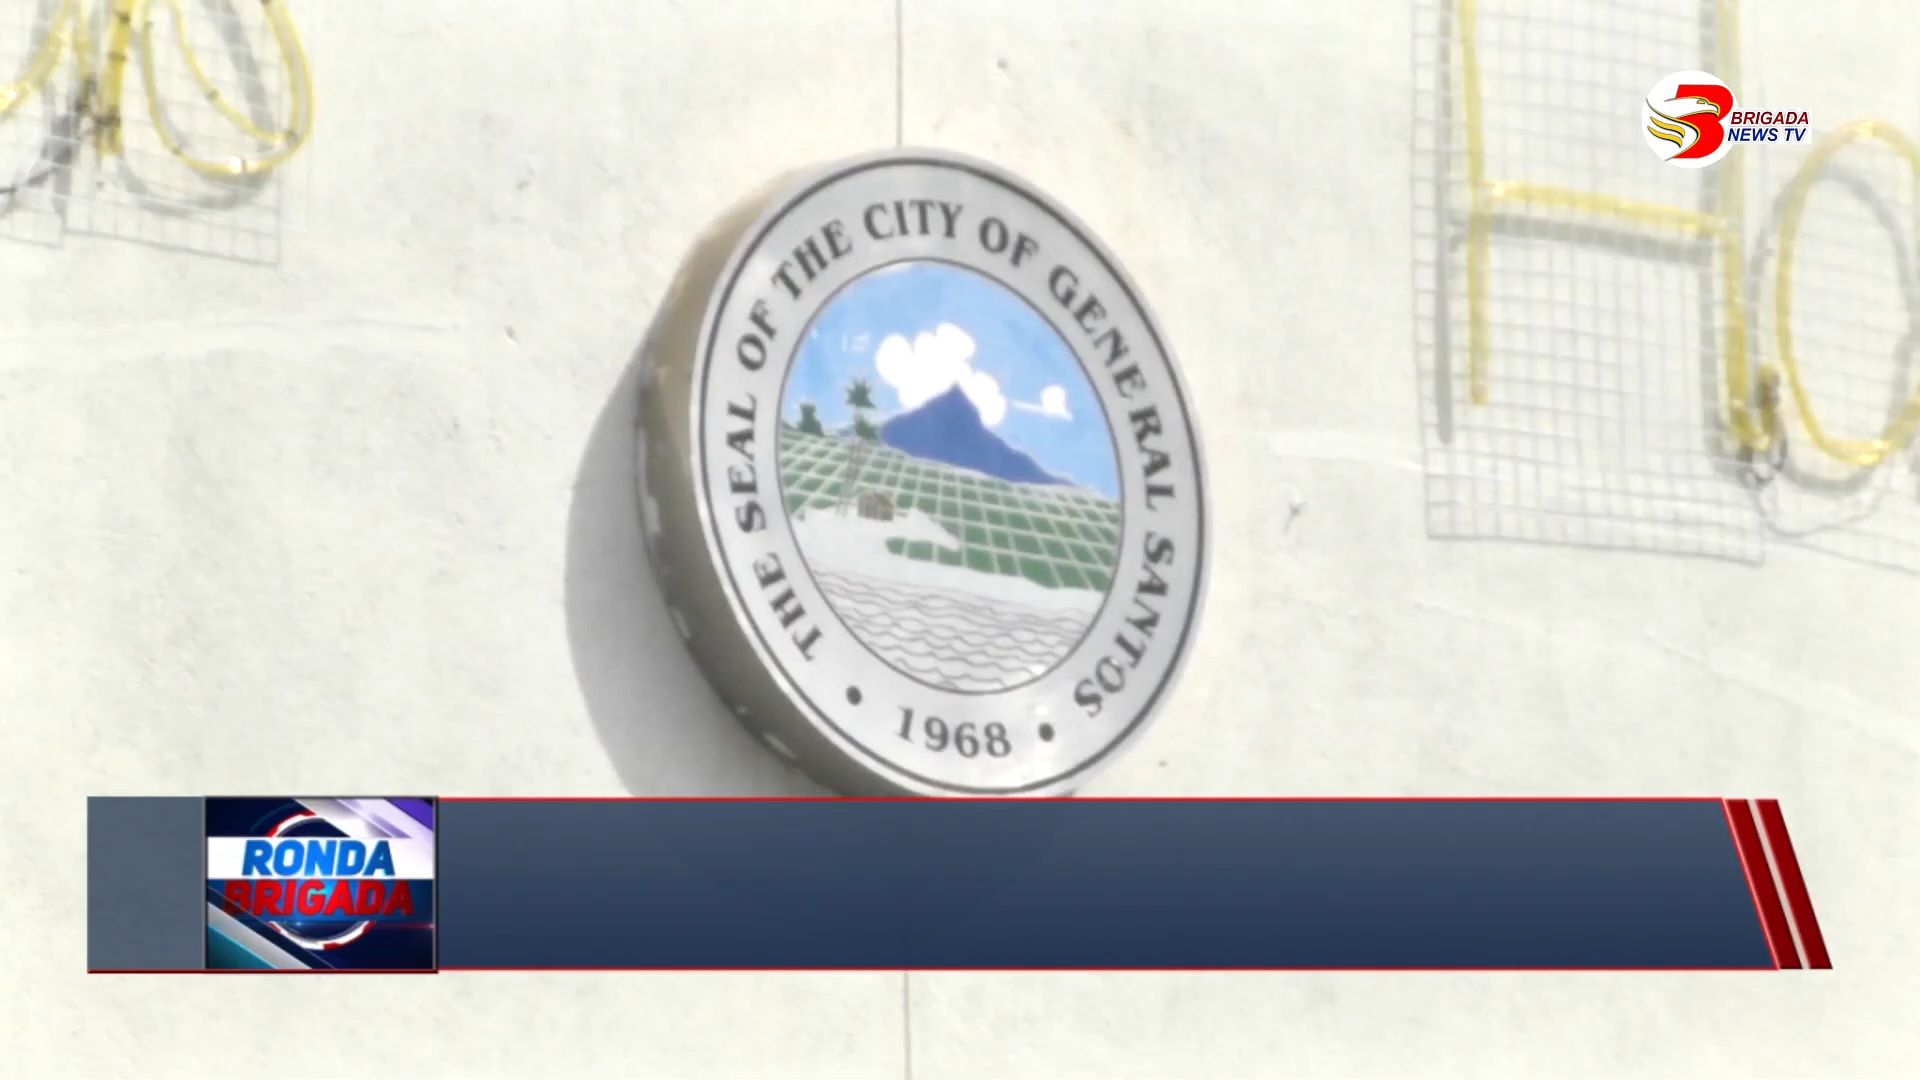 BRIGADA
NEWS TV
THE SEAL OF THE CITY OF GENERAL SANTOS
• 1968 •
RONDA
BRIGADA